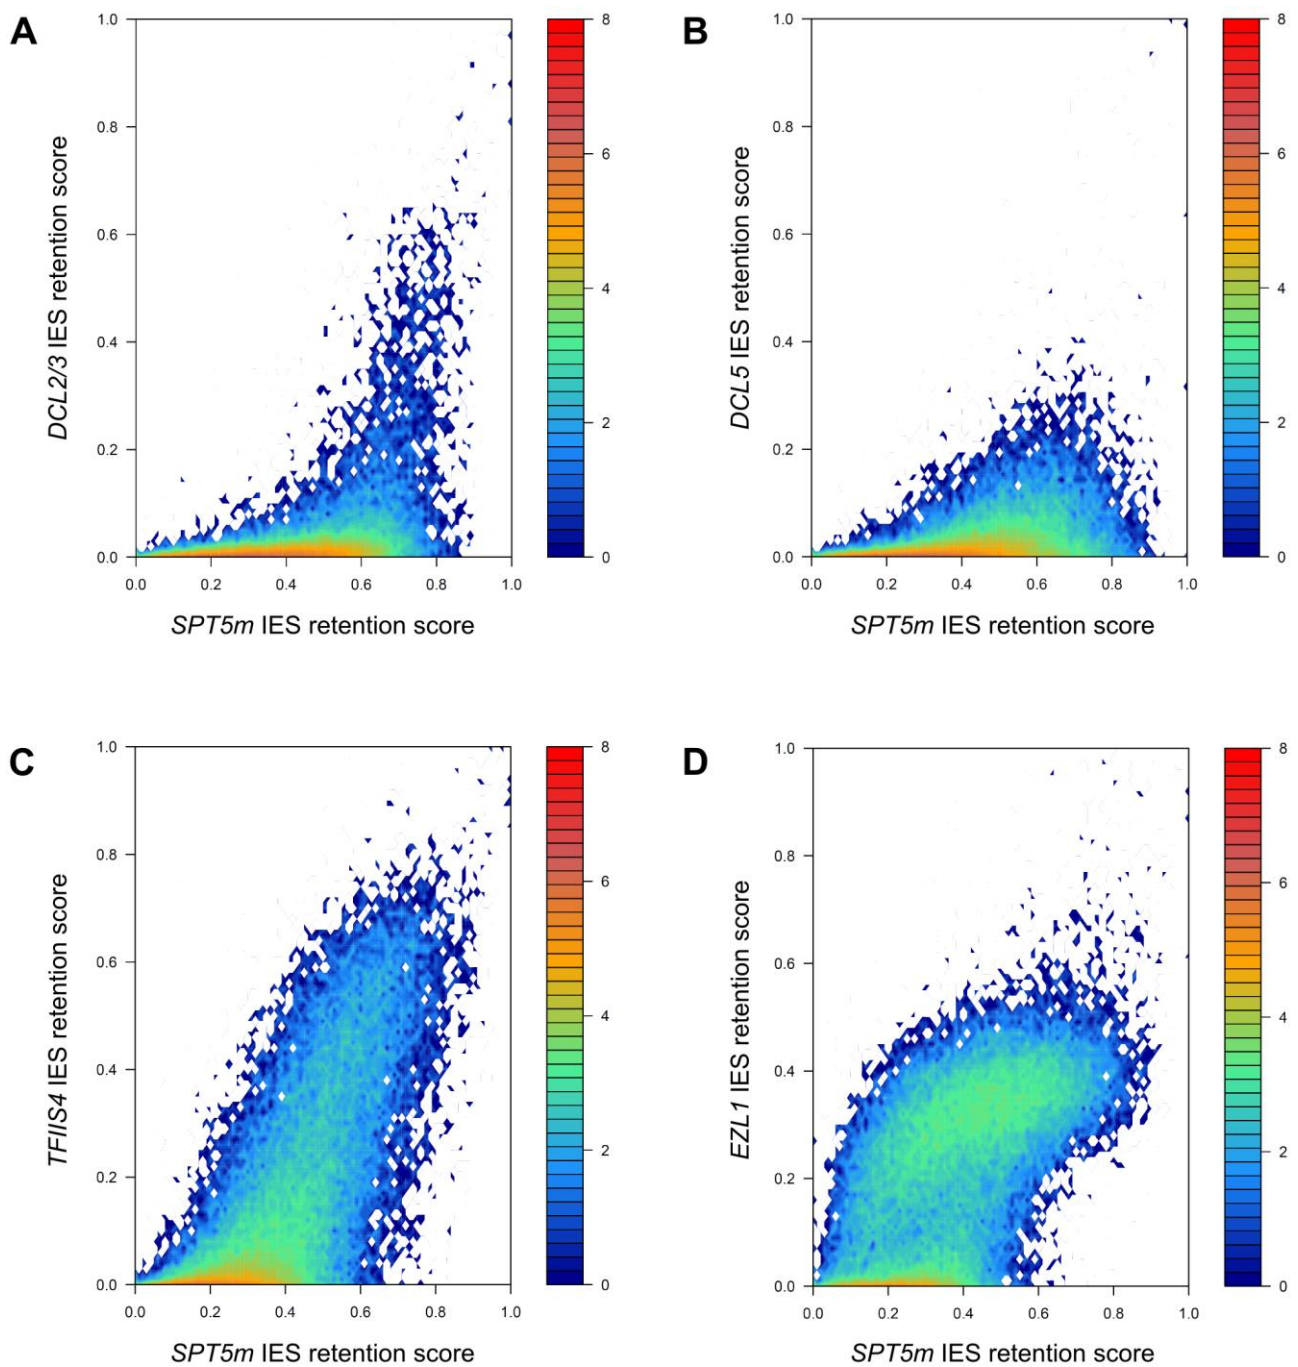 A
DCL2/3 IES retention score
1.0
0.8
0.6
0.4
0.2
0.0
0.0 0.2 0.4 0.6 0.8 1.0
SPT5m IES retention score
8
6
4
2
0
B
DCL5 IES retention score
1.0
0.8
0.6
0.4
0.2
0.0
0.0 0.2 0.4 0.6 0.8 1.0
SPT5m IES retention score
8
6
4
2
0
C
TFIIS4 IES retention score
1.0
0.8
0.6
0.4
0.2
0.0
0.0 0.2 0.4 0.6 0.8 1.0
SPT5m IES retention score
8
6
4
2
0
D
EZL1 IES retention score
1.0
0.8
0.6
0.4
0.2
0.0
0.0 0.2 0.4 0.6 0.8 1.0
SPT5m IES retention score
8
6
4
2
0